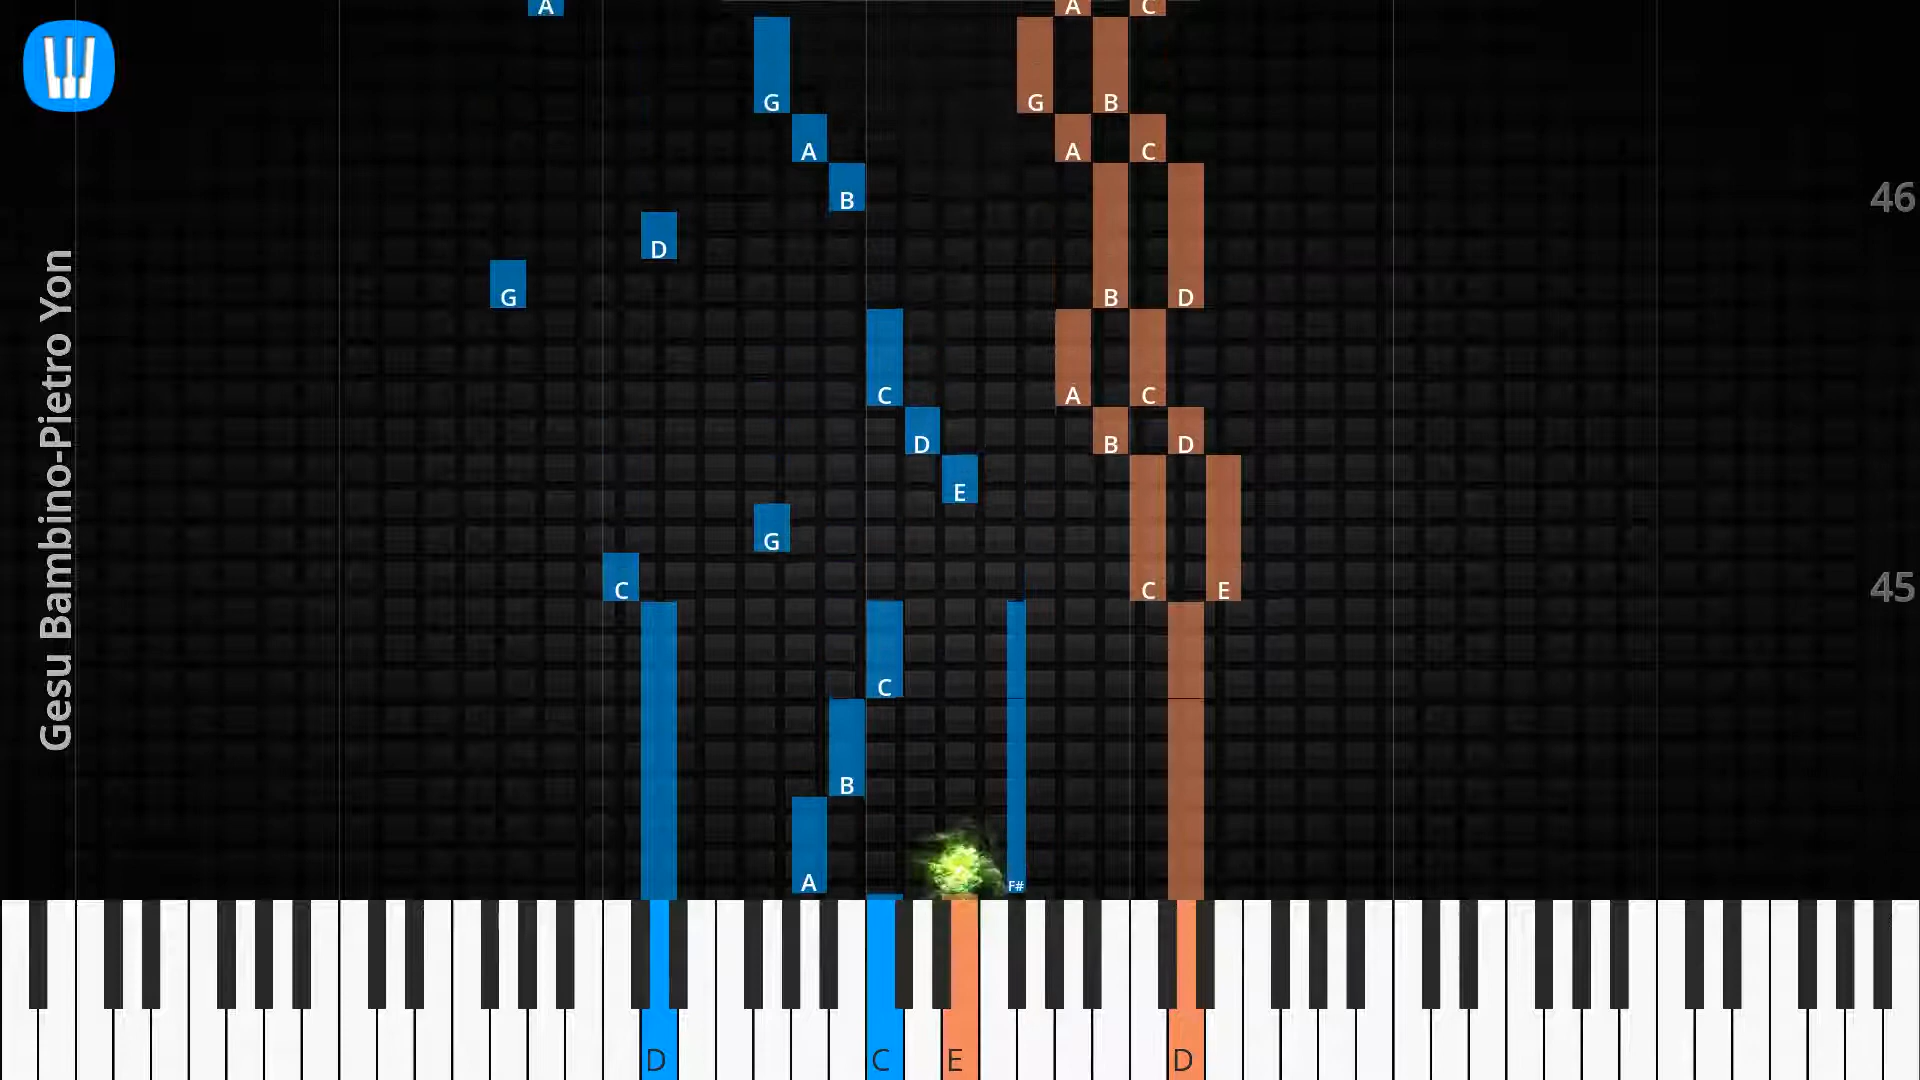 A A C
G G B
A A C
B
46
D
G B D
C A C
D B D
E
G
C C E
45
C
B
A F#
D C E D
Gesu Bambino-Pietro Yon